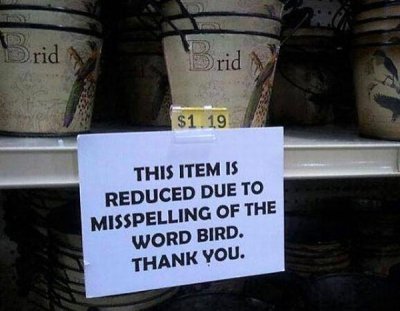 Brid Brid
$1 19
THIS ITEM IS
REDUCED DUE TO
MISSPELLING OF THE
WORD BIRD.
THANK YOU.